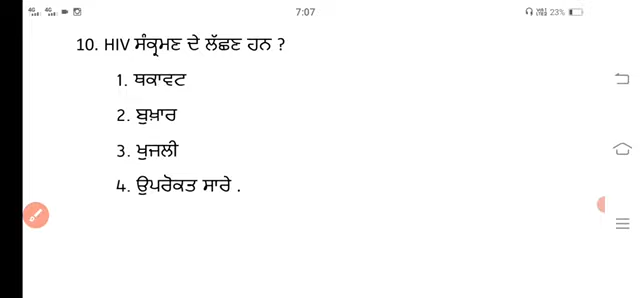 7:07
23%
10. HIV ਸੰਕ੍ਰਮਣ ਦੇ ਲੱਛਣ ਹਨ ?
1. ਥਕਾਵਟ
2. ਬੁਖ਼ਾਰ
3. ਖੁਜਲੀ
4. ਉਪਰੋਕਤ ਸਾਰੇ .